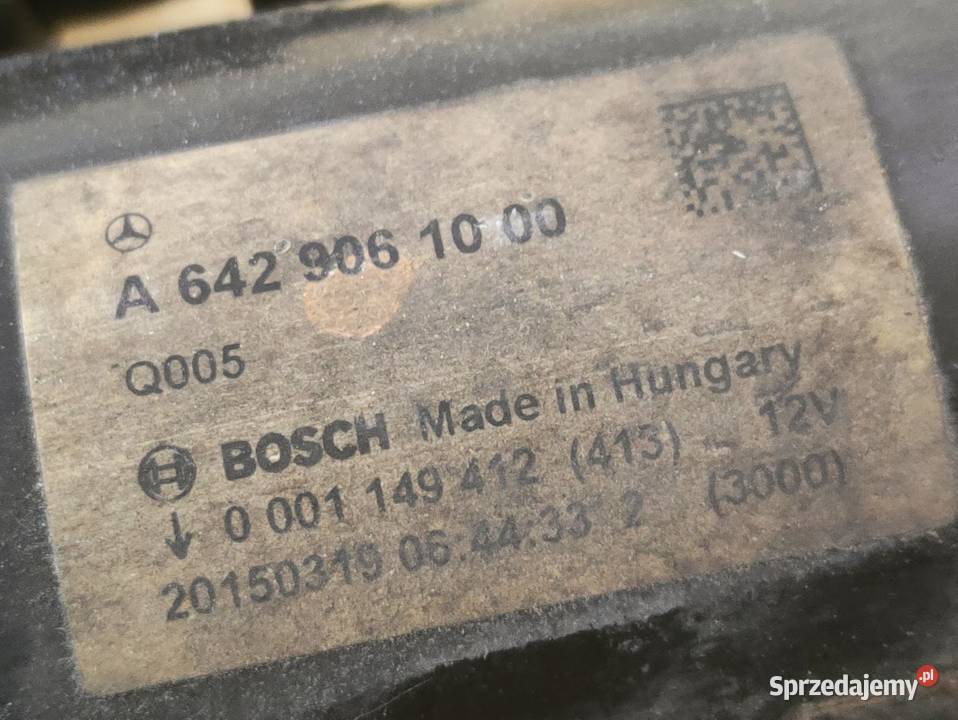 A 642 906 10 00
Q005
BOSCH Made in Hungary
↓ 0 001 149 412 (413) 12V
20150319 06:44:33 2 (3000)
Sprzedajemy.pl